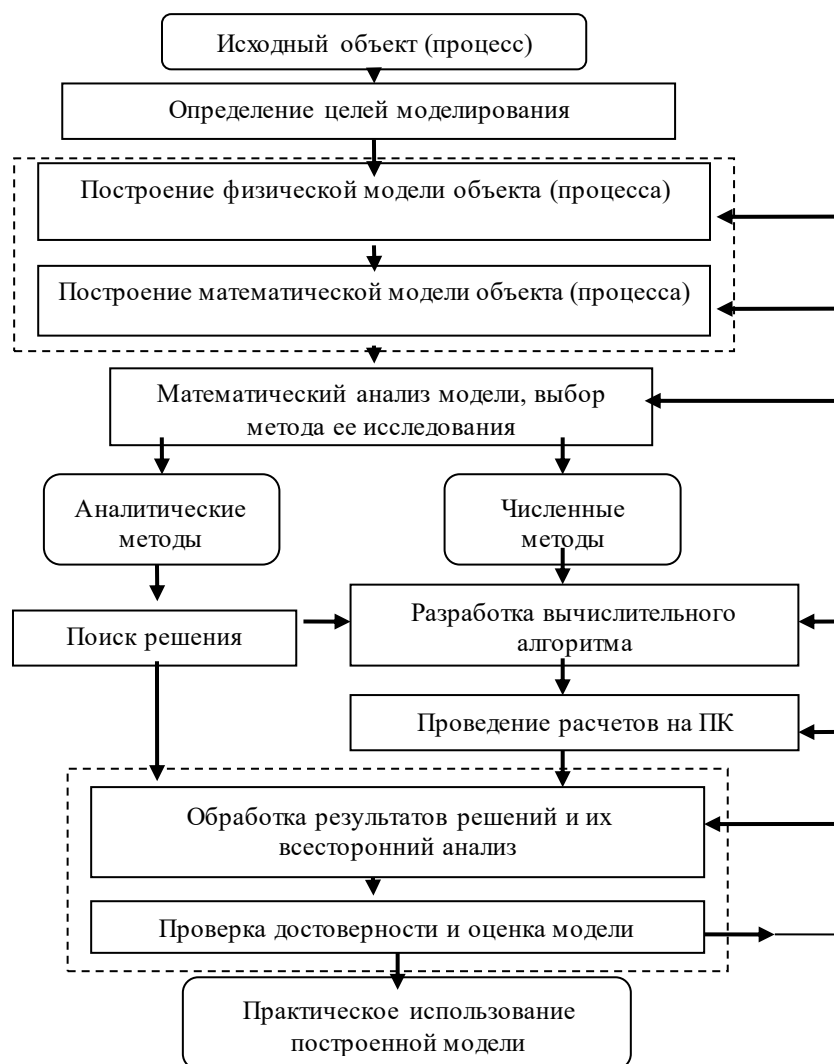 Исходный объект (процесс)
Определение целей моделирования
Построение физической модели объекта (процесса)
Построение математической модели объекта (процесса)
Математический анализ модели, выбор
метода ее исследования
Аналитические
методы
Численные
методы
Поиск решения
Разработка вычислительного
алгоритма
Проведение расчетов на ПК
Обработка результатов решений и их
всесторонний анализ
Проверка достоверности и оценка модели
Практическое использование
построенной модели